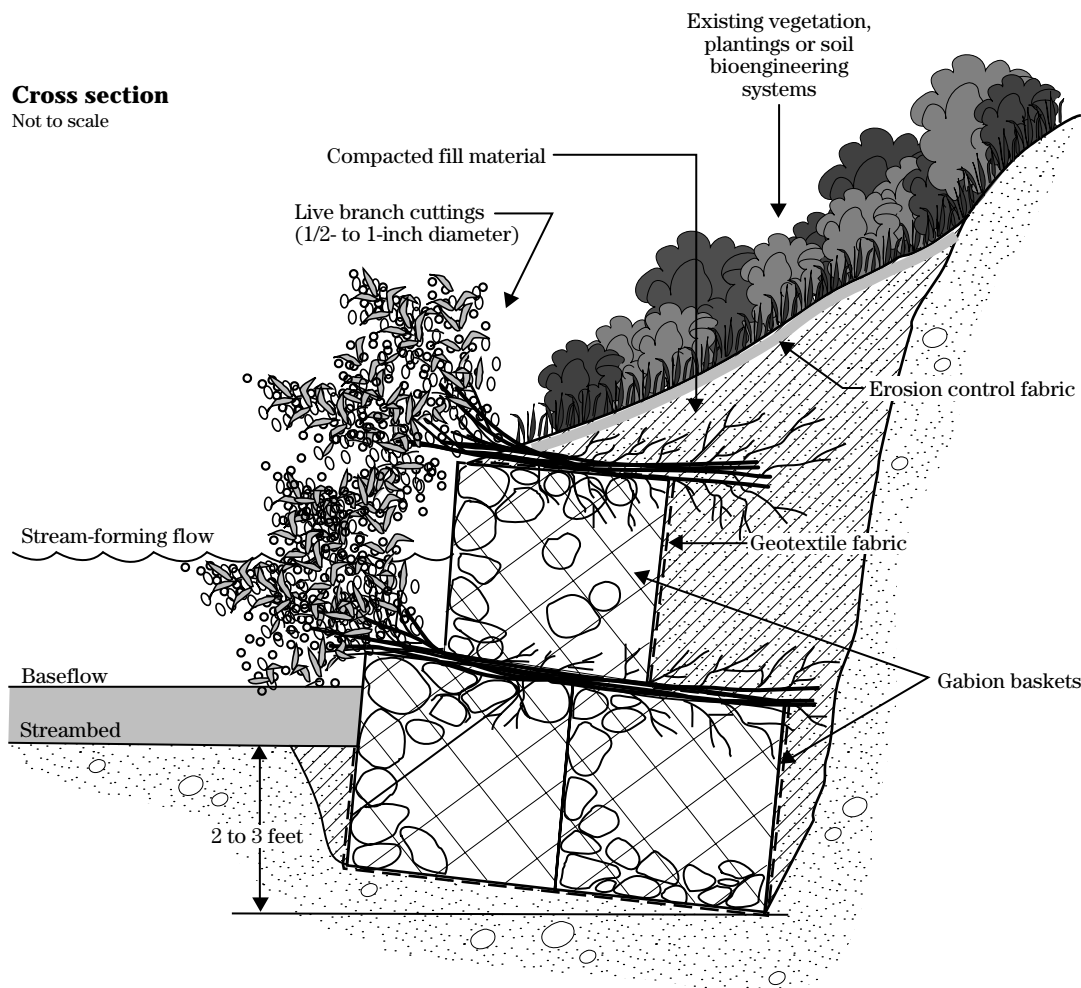 Existing vegetation,
plantings or soil
bioengineering
systems
Cross section
Not to scale
Compacted fill material
Live branch cuttings
(1/2- to 1-inch diameter)
Erosion control fabric
Stream-forming flow
Geotextile fabric
Baseflow
Gabion baskets
Streambed
2 to 3 feet